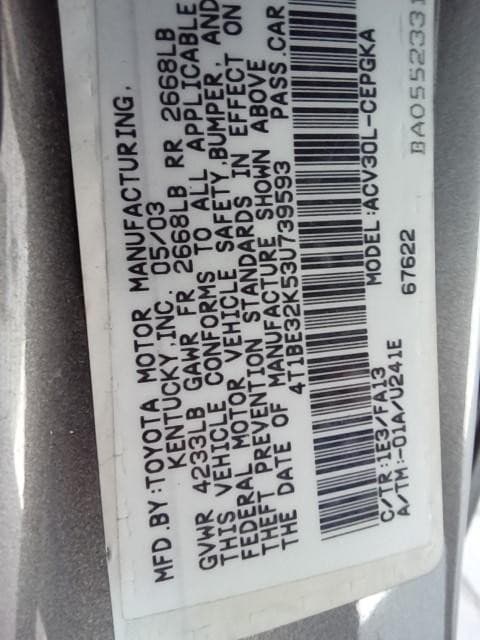 MFD.BY:TOYOTA MOTOR MANUFACTURING,
KENTUCKY,INC. 05/03
GVWR 4233LB GAWR FR 2668LB RR 2668LB
THIS VEHICLE CONFORMS TO ALL APPLICABLE
FEDERAL MOTOR VEHICLE SAFETY,BUMPER, AND
THEFT PREVENTION STANDARDS IN EFFECT ON
THE DATE OF MANUFACTURE SHOWN ABOVE
4T1BE32K53U739593 PASS.CAR
C/TR:1E3/FA13 MODEL:ACV30L-CEPGKA
A/TM:-01A/U241E 67622
BA0552331